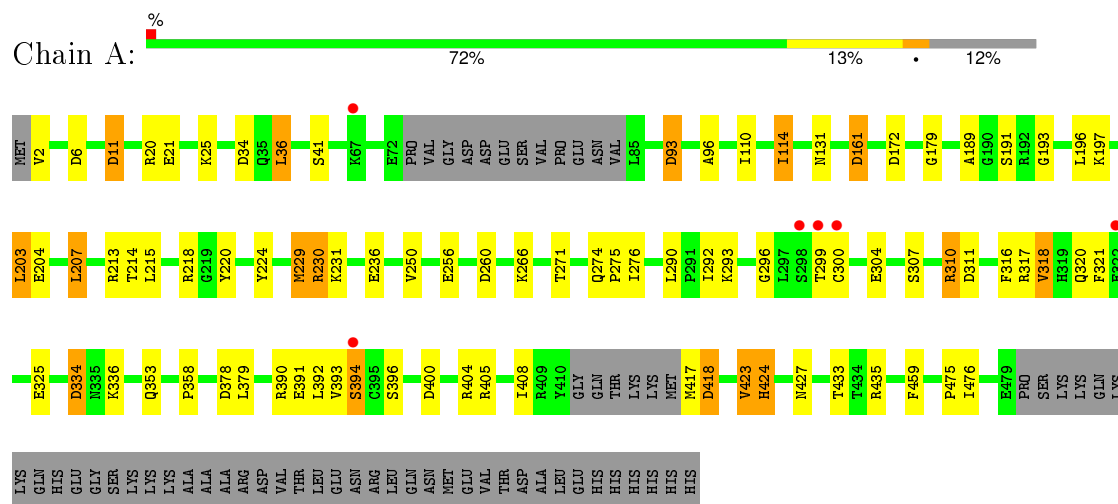 %
Chain A:
72% 13% • 12%
MET V2 D6 D11 R20 E21 K25 D34 Q35 L36 S41 K67 E72 PRO VAL GLY ASP ASP GLU SER VAL PRO GLU ASN VAL L85 D93 A96 I110 I114 N131 D161 D172 G179 A189 G190 S191 R192 G193 L196 K197
L203 E204 L207 R213 T214 L215 R218 G219 Y220 Y224 M229 R230 K231 E236 V250 E256 D260 K266 T271 Q274 P275 I276 L290 P291 I292 K293 G296 L297 S298 T299 C300 E304 S307 R310 D311 F316 R317 V318 H319 Q320 F321
E325 D334 N335 K336 Q353 P358 D378 L379 R390 E391 L392 V393 S394 C395 S396 D400 R404 R405 I408 R409 Y410 GLY GLN THR LYS LYS MET M417 D418 V423 H424 N427 T433 T434 R435 F459 P475 I476 E479 PRO SER LYS LYS GLN LYS
LYS GLN HIS GLU GLY SER LYS LYS LYS ALA ALA ALA ARG ASP VAL THR LEU GLU ASN ARG LEU GLN ASN MET GLU VAL THR ASP ALA LEU GLU HIS HIS HIS HIS HIS HIS